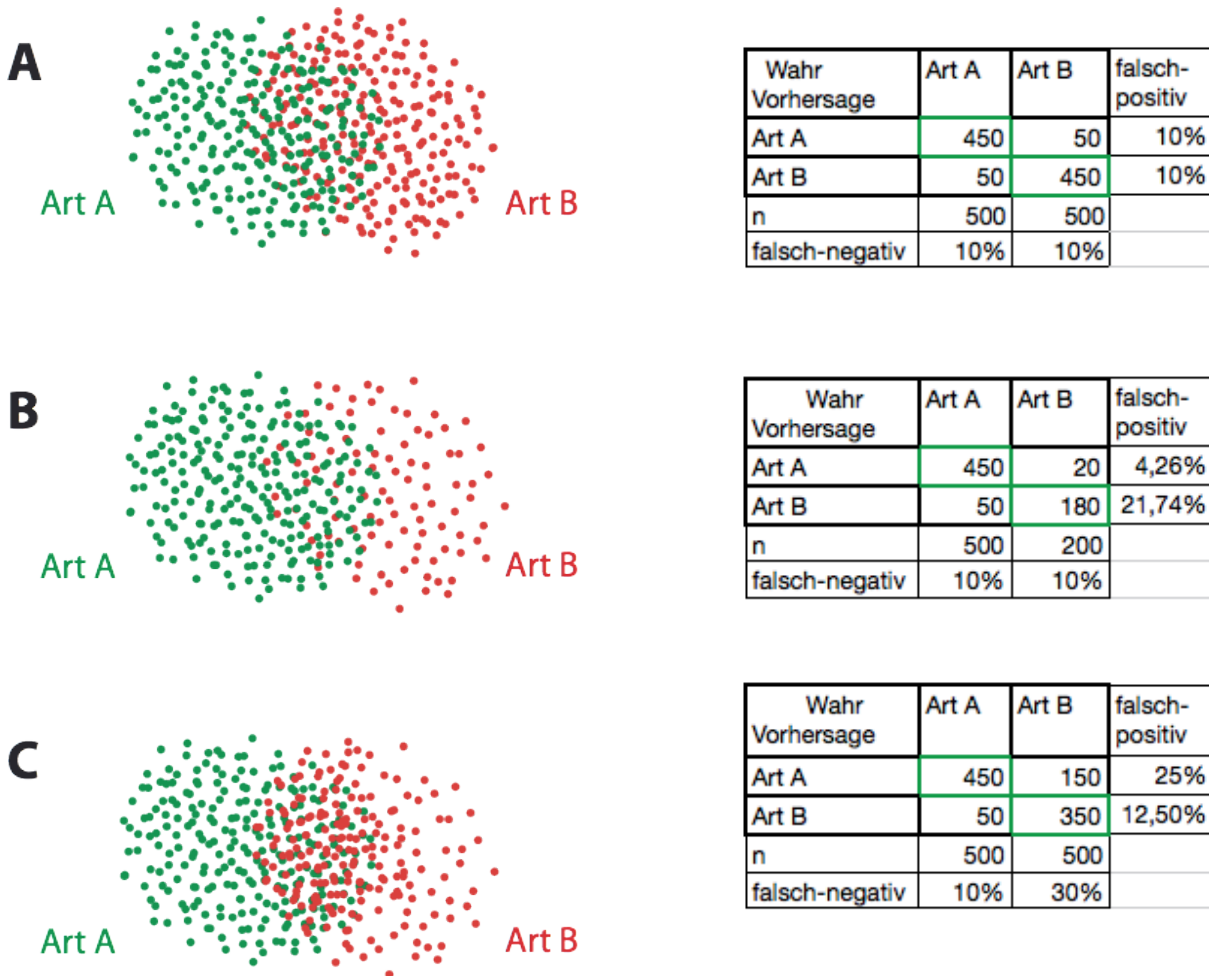 A
Art A
Art B
Wahr Art A Art B falsch-
Vorhersage positiv
Art A 450 50 10%
Art B 50 450 10%
n 500 500
falsch-negativ 10% 10%
B
Art A
Art B
Wahr Art A Art B falsch-
Vorhersage positiv
Art A 450 20 4,26%
Art B 50 180 21,74%
n 500 200
falsch-negativ 10% 10%
C
Art A
Art B
Wahr Art A Art B falsch-
Vorhersage positiv
Art A 450 150 25%
Art B 50 350 12,50%
n 500 500
falsch-negativ 10% 30%